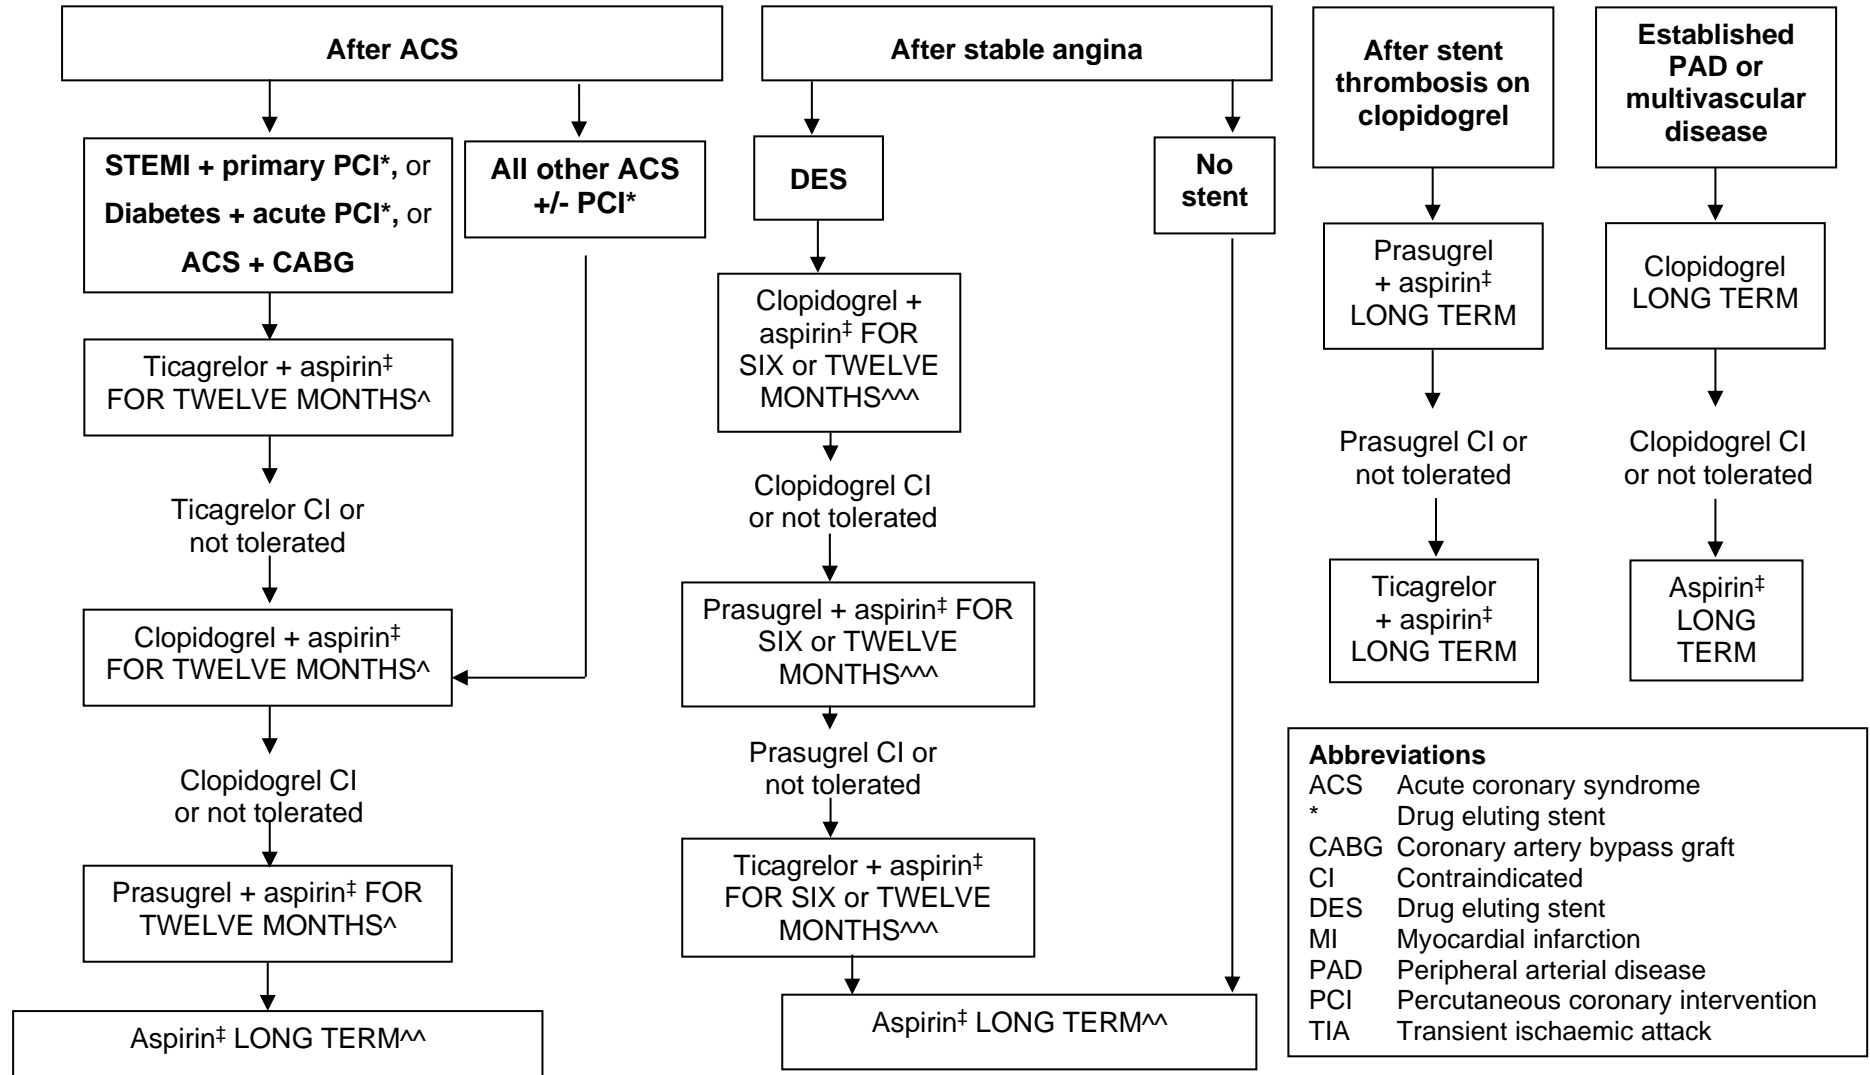 After ACS
STEMI + primary PCI*, or
Diabetes + acute PCI*, or
ACS + CABG
All other ACS
+/- PCI*
Ticagrelor + aspirin‡
FOR TWELVE MONTHS^
Ticagrelor CI or
not tolerated
Clopidogrel + aspirin‡
FOR TWELVE MONTHS^
Clopidogrel CI
or not tolerated
Prasugrel + aspirin‡ FOR
TWELVE MONTHS^
Aspirin‡ LONG TERM^^
After stable angina
DES
No
stent
Clopidogrel +
aspirin‡ FOR
SIX or TWELVE
MONTHS^^^
Clopidogrel CI
or not tolerated
Prasugrel + aspirin‡ FOR
SIX or TWELVE
MONTHS^^^
Prasugrel CI or
not tolerated
Ticagrelor + aspirin‡
FOR SIX or TWELVE
MONTHS^^^
Aspirin‡ LONG TERM^^
After stent
thrombosis on
clopidogrel
Prasugrel
+ aspirin‡
LONG TERM
Prasugrel CI or
not tolerated
Ticagrelor
+ aspirin‡
LONG TERM
Established
PAD or
multivascular
disease
Clopidogrel
LONG TERM
Clopidogrel CI
or not tolerated
Aspirin‡
LONG
TERM
Abbreviations
ACS Acute coronary syndrome
* Drug eluting stent
CABG Coronary artery bypass graft
CI Contraindicated
DES Drug eluting stent
MI Myocardial infarction
PAD Peripheral arterial disease
PCI Percutaneous coronary intervention
TIA Transient ischaemic attack